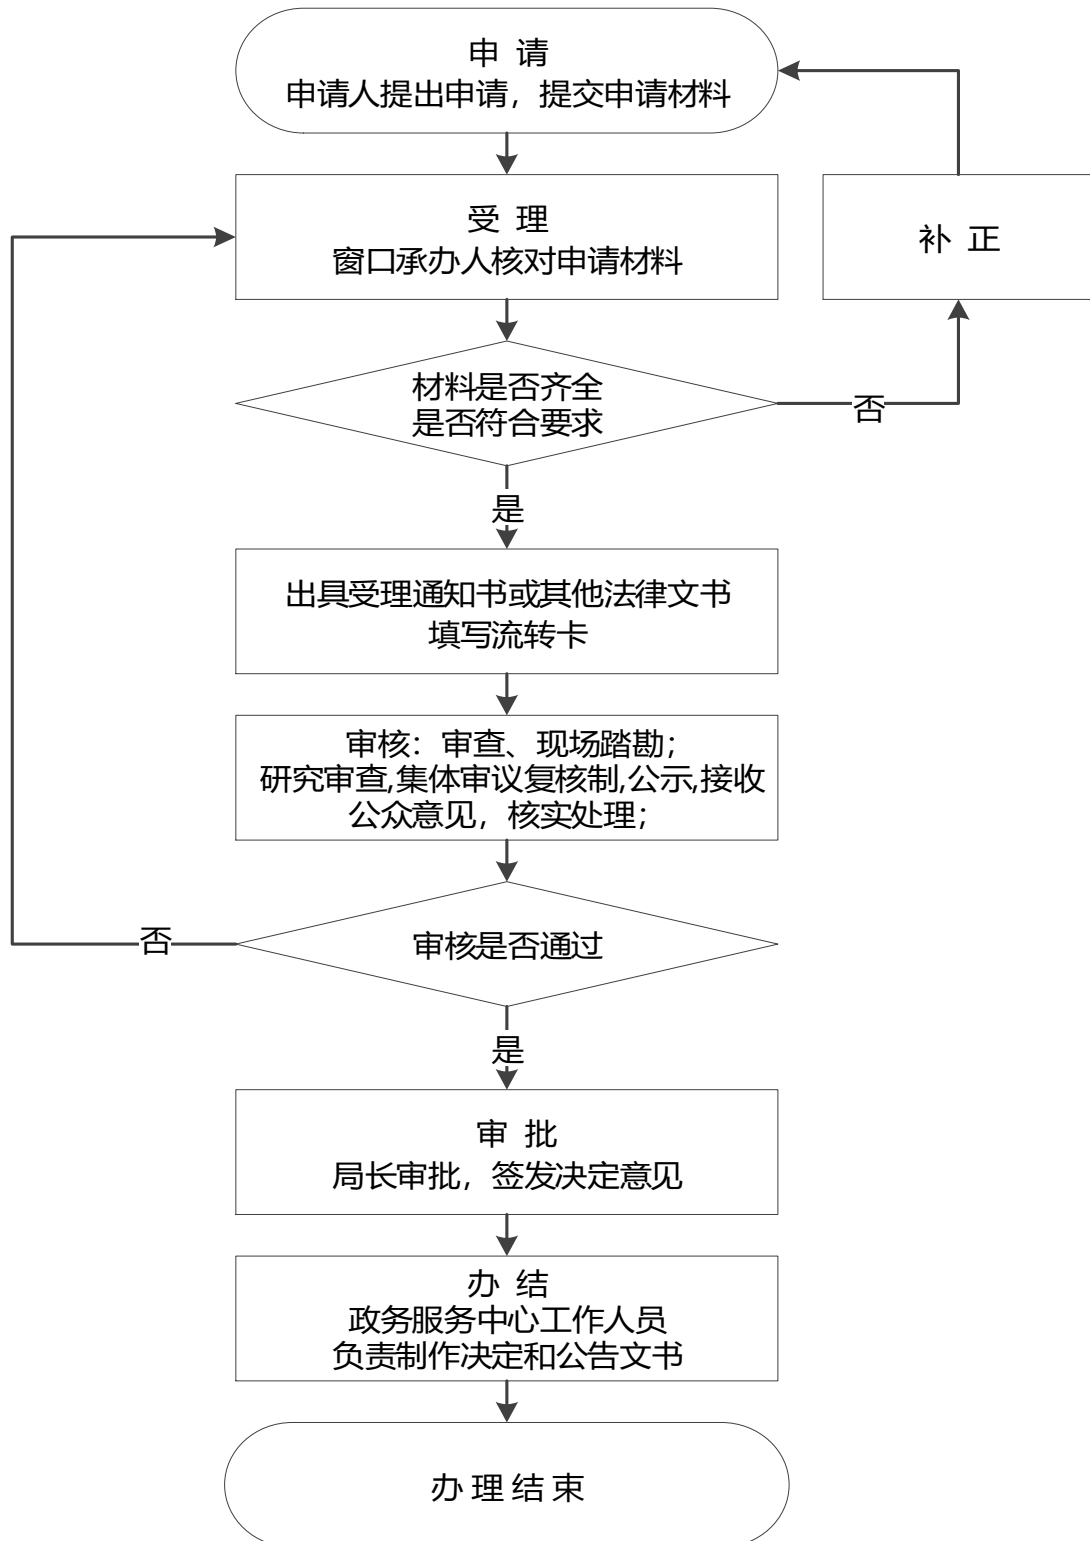 申 请
申请人提出申请，提交申请材料
受 理
窗口承办人核对申请材料
补 正
材料是否齐全
是否符合要求
否
是
出具受理通知书或其他法律文书
填写流转卡
审核：审查、现场踏勘；
研究审查,集体审议复核制,公示,接收
公众意见，核实处理；
审核是否通过
否
是
审 批
局长审批，签发决定意见
办 结
政务服务中心工作人员
负责制作决定和公告文书
办 理 结 束